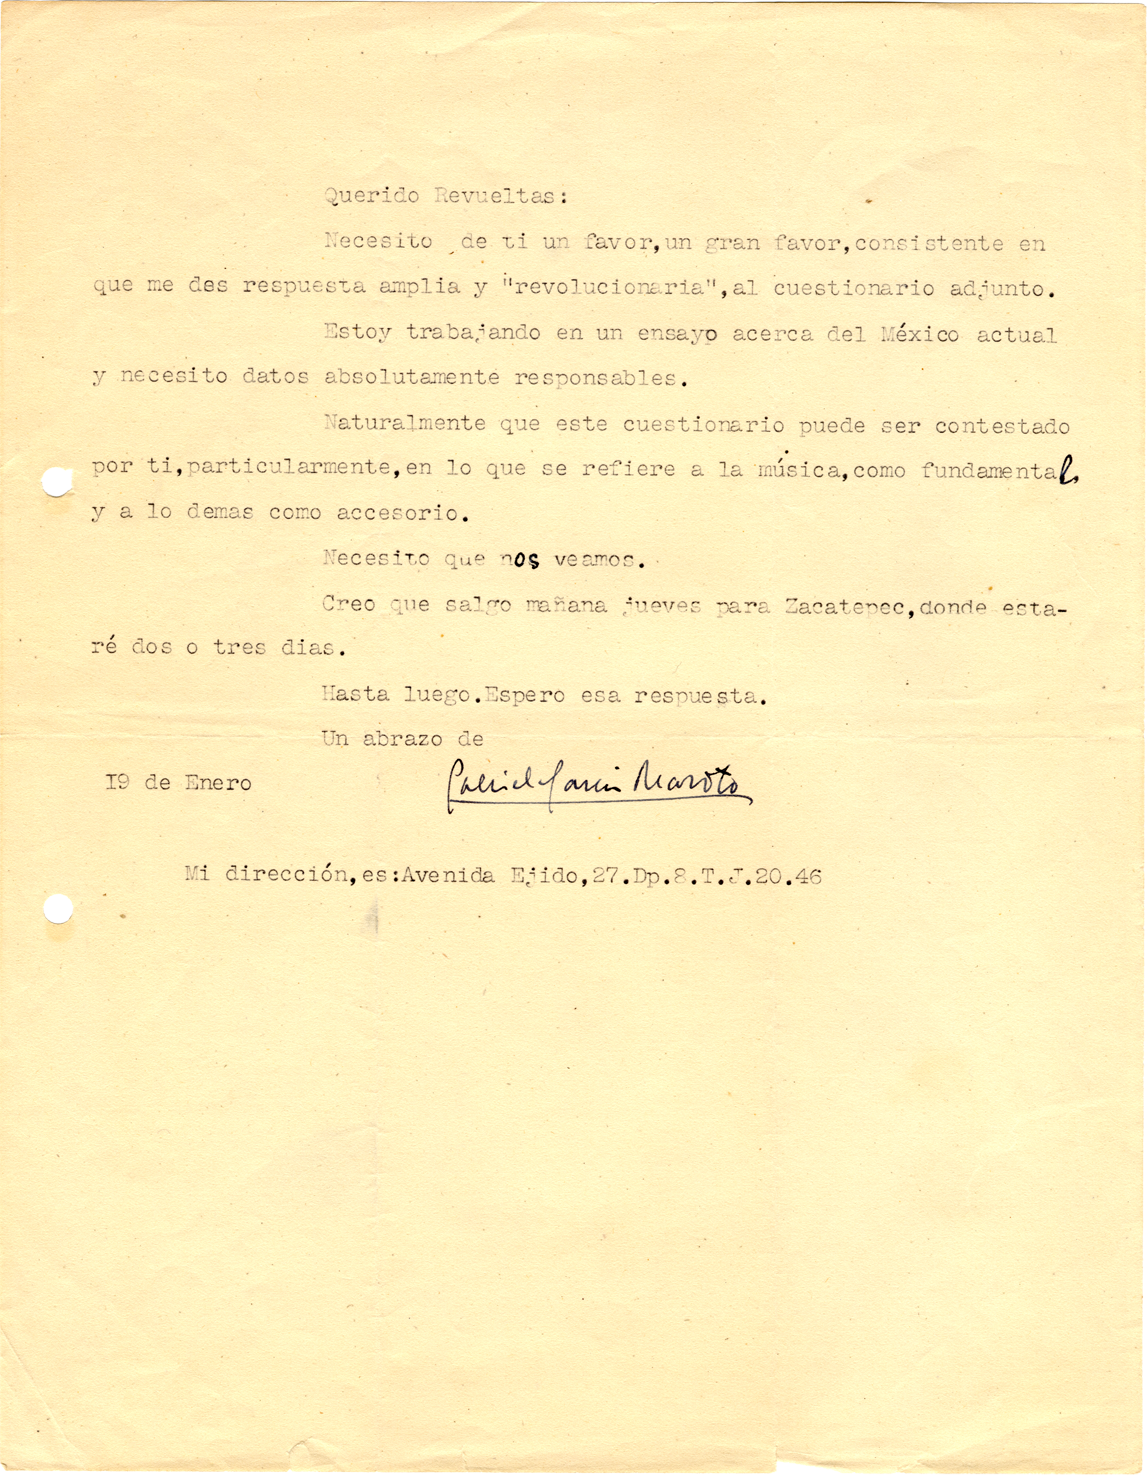 Querido Revueltas:
Necesito de ti un favor,un gran favor,consistente en
que me des respuesta amplia y "revolucionaria",al cuestionario adjunto.
Estoy trabajando en un ensayo acerca del México actual
y necesito datos absolutamente responsables.
Naturalmente que este cuestionario puede ser contestado
por ti,particularmente,en lo que se refiere a la música,como fundamental,
y a lo demas como accesorio.
Necesito que nos veamos.
Creo que salgo mañana jueves para Zacatepec,donde esta-
ré dos o tres dias.
Hasta luego.Espero esa respuesta.
Un abrazo de
I9 de Enero
Gabriel García Maroto
Mi dirección,es:Avenida Ejido,27.Dp.8.T.J.20.46